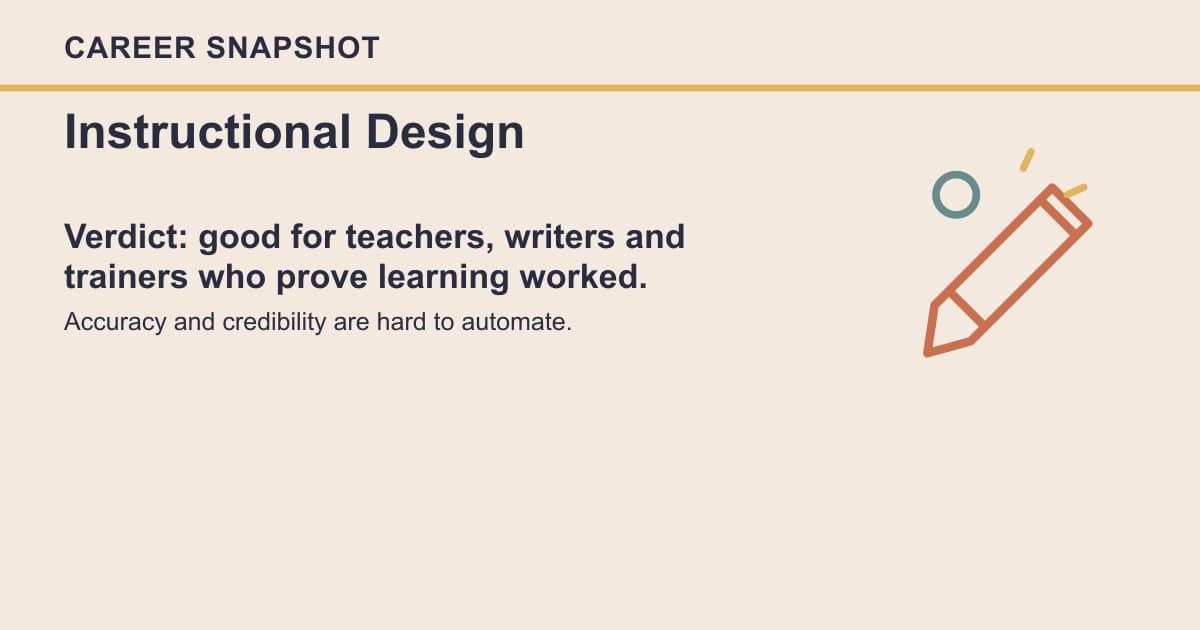 CAREER SNAPSHOT
Instructional Design
Verdict: good for teachers, writers and
trainers who prove learning worked.
Accuracy and credibility are hard to automate.